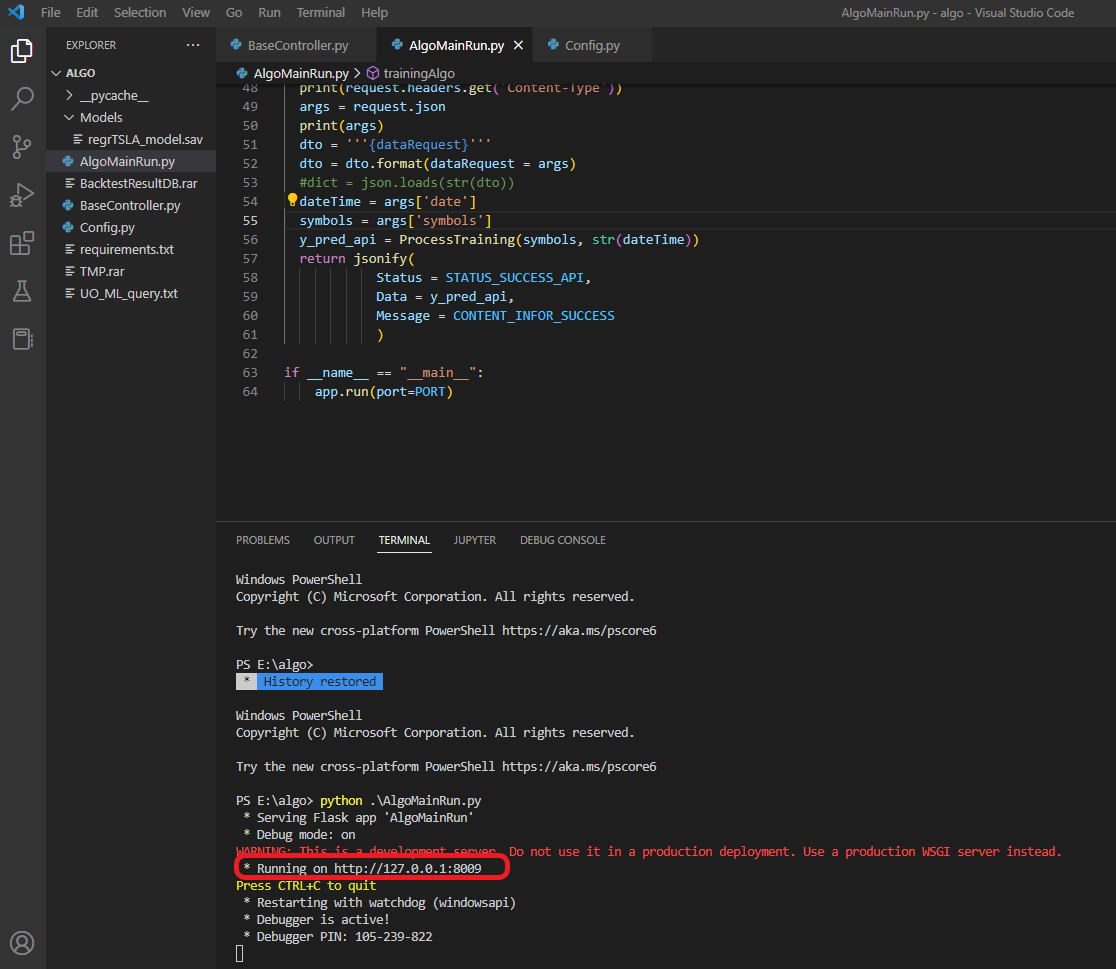 File Edit Selection View Go Run Terminal Help AlgoMainRun.py - algo - Visual Studio Code
EXPLORER ···
BaseController.py AlgoMainRun.py Config.py
ALGO
AlgoMainRun.py > trainingAlgo
__pycache__
Models
regrTSLA_model.sav
AlgoMainRun.py
BacktestResultDB.rar
BaseController.py
Config.py
requirements.txt
TMP.rar
UO_ML_query.txt
48 print(request.headers.get('Content-Type'))
49 args = request.json
50 print(args)
51 dto = '''{dataRequest}'''
52 dto = dto.format(dataRequest = args)
53 #dict = json.loads(str(dto))
54 dateTime = args['date']
55 symbols = args['symbols']
56 y_pred_api = ProcessTraining(symbols, str(dateTime))
57 return jsonify(
58 Status = STATUS_SUCCESS_API,
59 Data = y_pred_api,
60 Message = CONTENT_INFOR_SUCCESS
61 )
62
63 if __name__ == "__main__":
64 app.run(port=PORT)
PROBLEMS OUTPUT TERMINAL JUPYTER DEBUG CONSOLE
Windows PowerShell
Copyright (C) Microsoft Corporation. All rights reserved.
Try the new cross-platform PowerShell https://aka.ms/pscore6
PS E:\algo>
* History restored
Windows PowerShell
Copyright (C) Microsoft Corporation. All rights reserved.
Try the new cross-platform PowerShell https://aka.ms/pscore6
PS E:\algo> python .\AlgoMainRun.py
* Serving Flask app 'AlgoMainRun'
* Debug mode: on
WARNING: This is a development server. Do not use it in a production deployment. Use a production WSGI server instead.
* Running on http://127.0.0.1:8009
Press CTRL+C to quit
* Restarting with watchdog (windowsapi)
* Debugger is active!
* Debugger PIN: 105-239-822